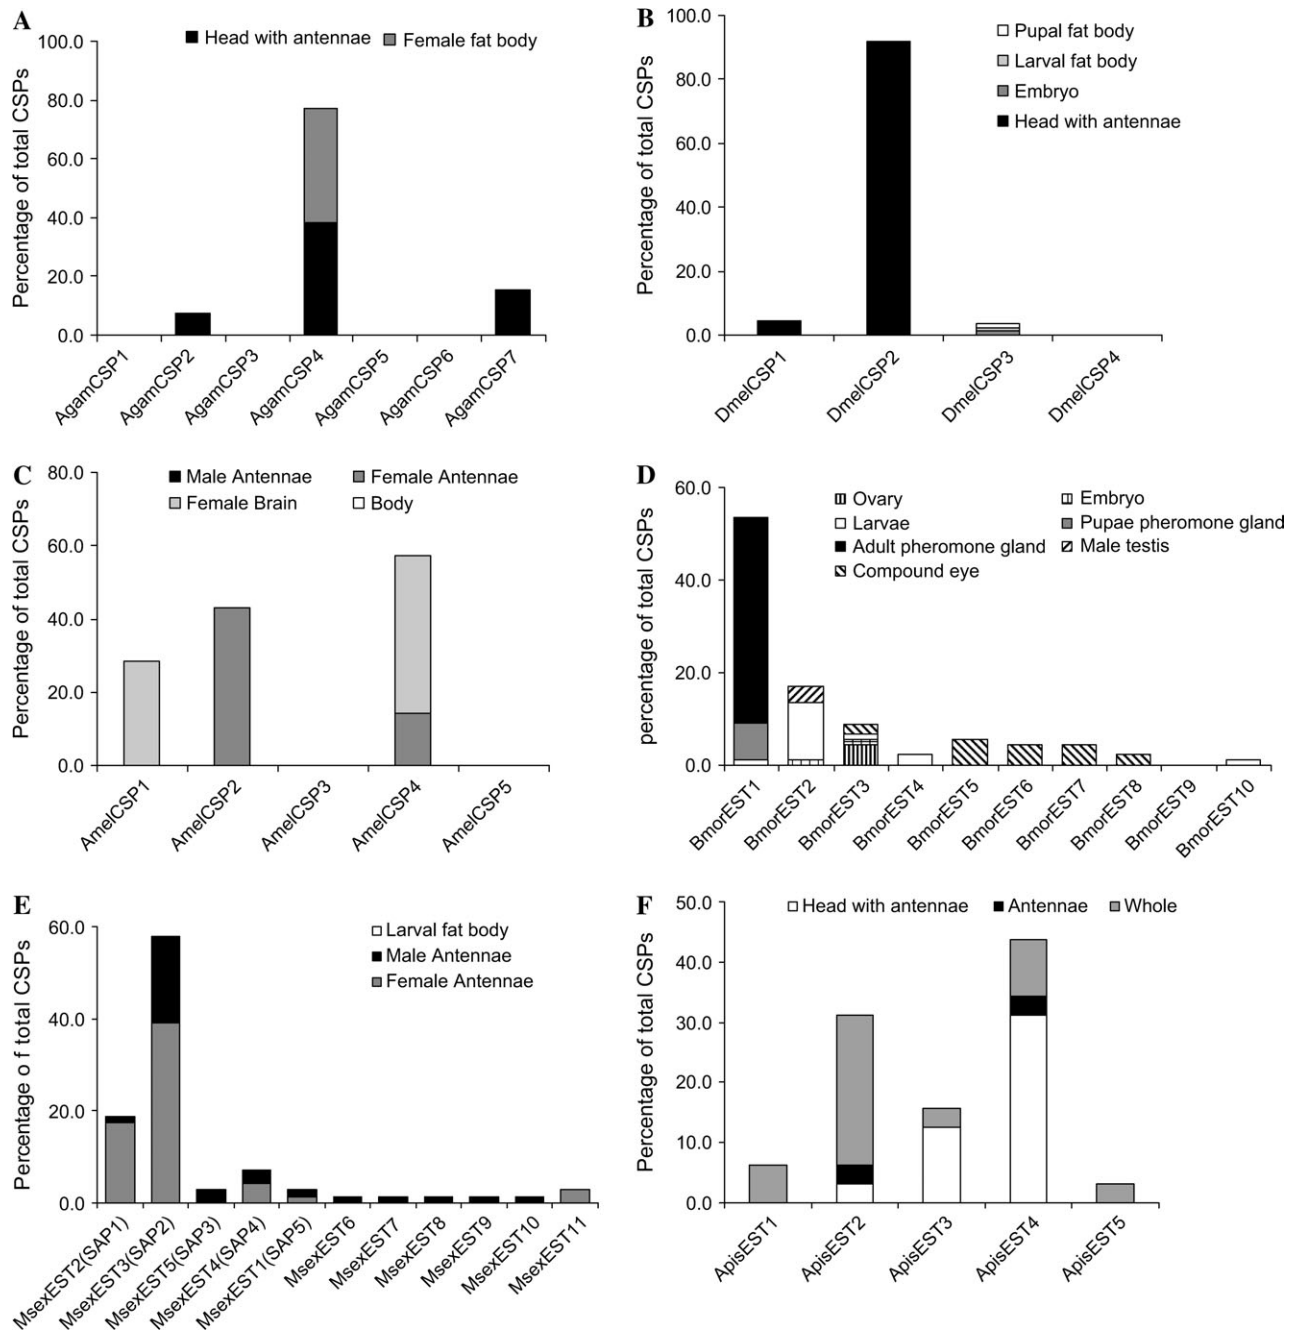 A
Head with antennae Female fat body
Percentage of total CSPs
100.0
80.0
60.0
40.0
20.0
0.0
AgamCSP1
AgamCSP2
AgamCSP3
AgamCSP4
AgamCSP5
AgamCSP6
AgamCSP7
B
Pupal fat body
Larval fat body
Embryo
Head with antennae
Percentage of total CSPs
100.0
80.0
60.0
40.0
20.0
0.0
DmelCSP1
DmelCSP2
DmelCSP3
DmelCSP4
C
Male Antennae Female Antennae
Female Brain Body
Percentage of total CSPs
80.0
60.0
40.0
20.0
0.0
AmelCSP1
AmelCSP2
AmelCSP3
AmelCSP4
AmelCSP5
D
Ovary Embryo
Larvae Pupae pheromone gland
Adult pheromone gland Male testis
Compound eye
percentage of total CSPs
60.0
40.0
20.0
0.0
BmorEST1
BmorEST2
BmorEST3
BmorEST4
BmorEST5
BmorEST6
BmorEST7
BmorEST8
BmorEST9
BmorEST10
E
Larval fat body
Male Antennae
Female Antennae
Percentage o f total CSPs
60.0
40.0
20.0
0.0
MsexEST2(SAP1)
MsexEST3(SAP2)
MsexEST5(SAP3)
MsexEST4(SAP4)
MsexEST1(SAP5)
MsexEST6
MsexEST7
MsexEST8
MsexEST9
MsexEST10
MsexEST11
F
Head with antennae Antennae Whole
Percentage of total CSPs
50.0
40.0
30.0
20.0
10.0
0.0
ApisEST1
ApisEST2
ApisEST3
ApisEST4
ApisEST5